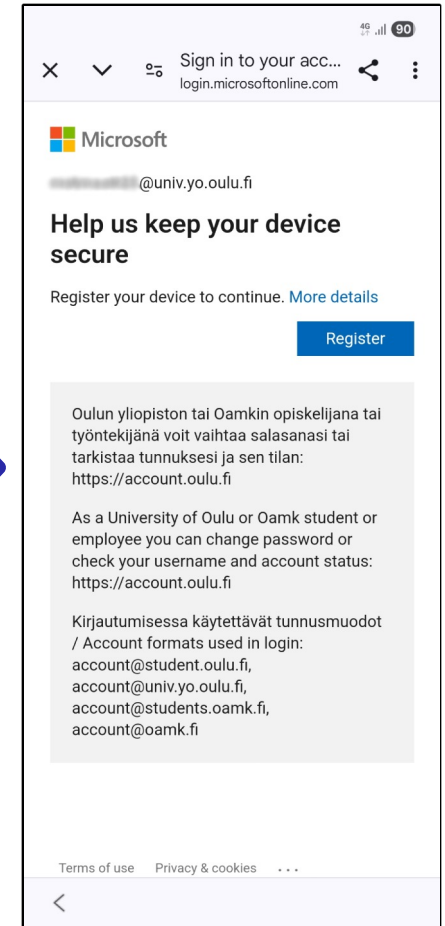 4G 90
Sign in to your acc...
login.microsoftonline.com
Microsoft
@univ.yo.oulu.fi
Help us keep your device
secure
Register your device to continue. More details
Register
Oulun yliopiston tai Oamkin opiskelijana tai
työntekijänä voit vaihtaa salasanasi tai
tarkistaa tunnuksesi ja sen tilan:
https://account.oulu.fi
As a University of Oulu or Oamk student or
employee you can change password or
check your username and account status:
https://account.oulu.fi
Kirjautumisessa käytettävät tunnusmuodot
/ Account formats used in login:
account@student.oulu.fi,
account@univ.yo.oulu.fi,
account@students.oamk.fi,
account@oamk.fi
Terms of use Privacy & cookies ...